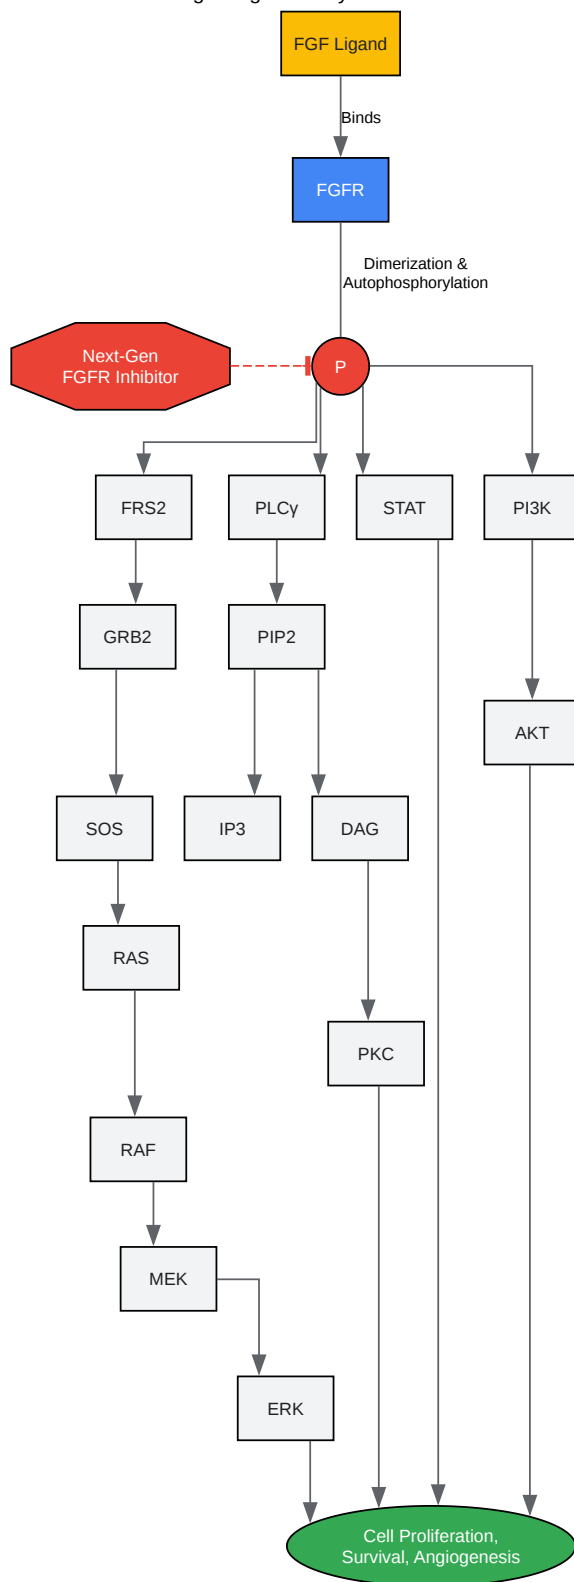 FGF Ligand
Binds
FGFR
Dimerization &
Autophosphorylation
Next-Gen
FGFR Inhibitor
P
FRS2
PLCγ
STAT
PI3K
GRB2
PIP2
AKT
SOS
IP3
DAG
RAS
PKC
RAF
MEK
ERK
Cell Proliferation,
Survival, Angiogenesis